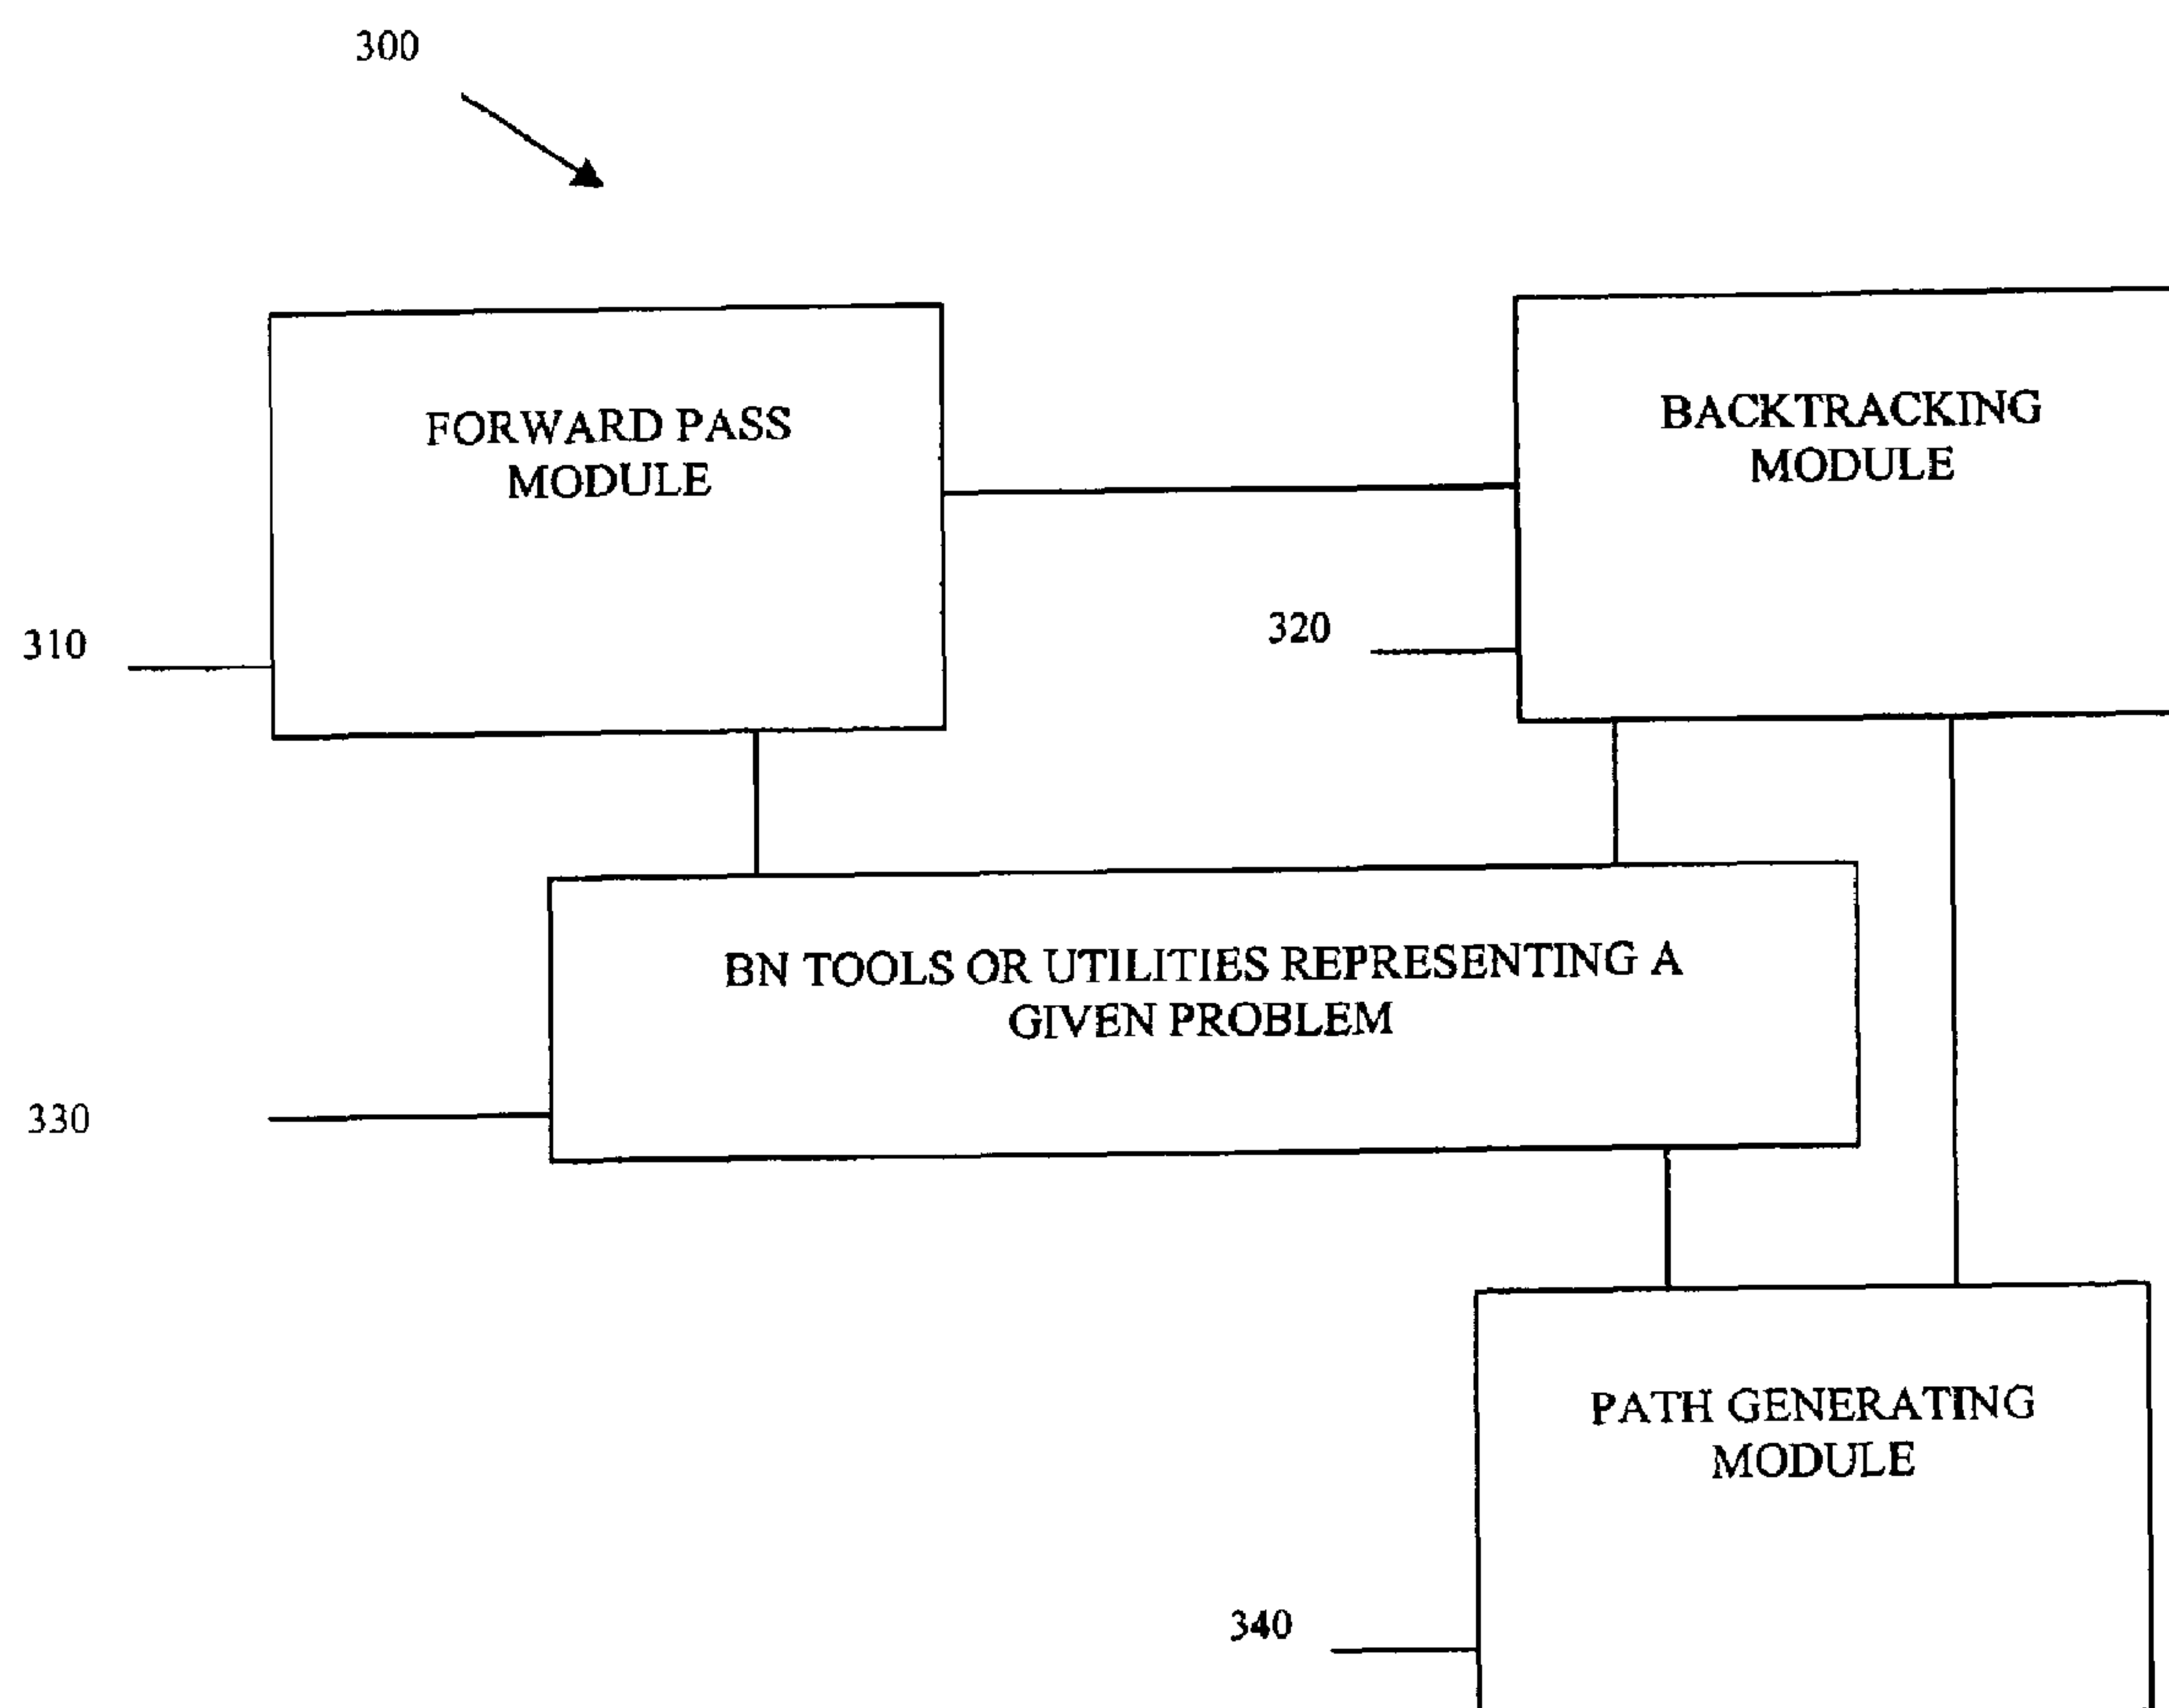 300
FORWARD PASS
MODULE
BACKTRACKING
MODULE
310
320
BN TOOLS OR UTILITIES REPRESENTING A
GIVEN PROBLEM
330
PATH GENERATING
MODULE
340